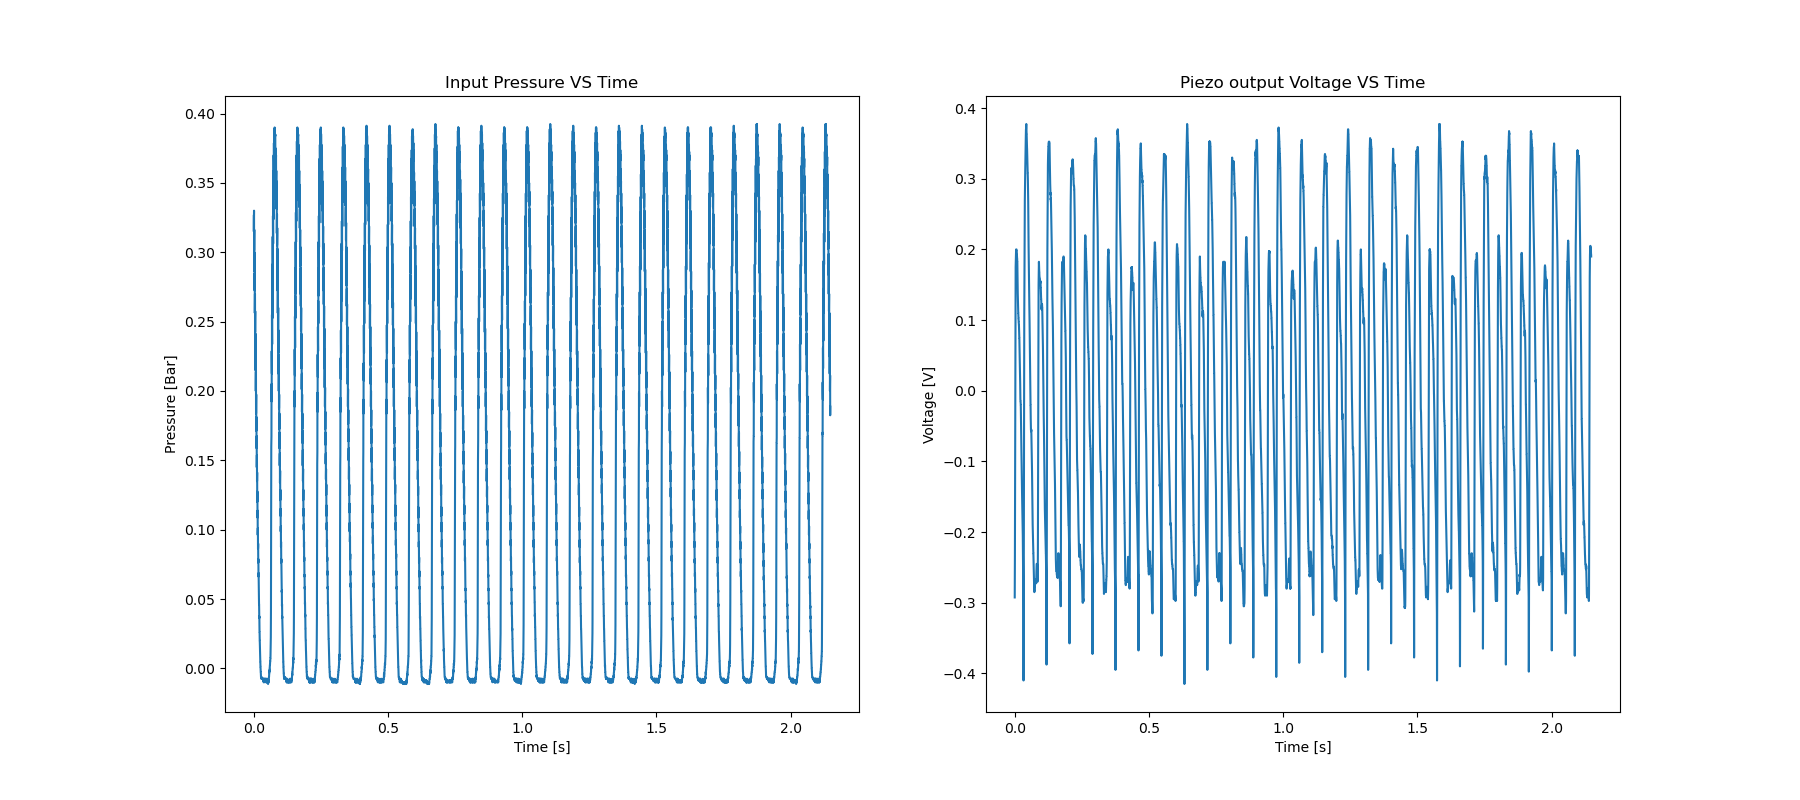 Input Pressure VS Time
0.40
0.35
0.30
0.25
0.20
0.15
0.10
0.05
0.00
Pressure [Bar]
0.0 0.5 1.0 1.5 2.0
Time [s]
Piezo output Voltage VS Time
0.4
0.3
0.2
0.1
0.0
−0.1
−0.2
−0.3
−0.4
Voltage [V]
0.0 0.5 1.0 1.5 2.0
Time [s]